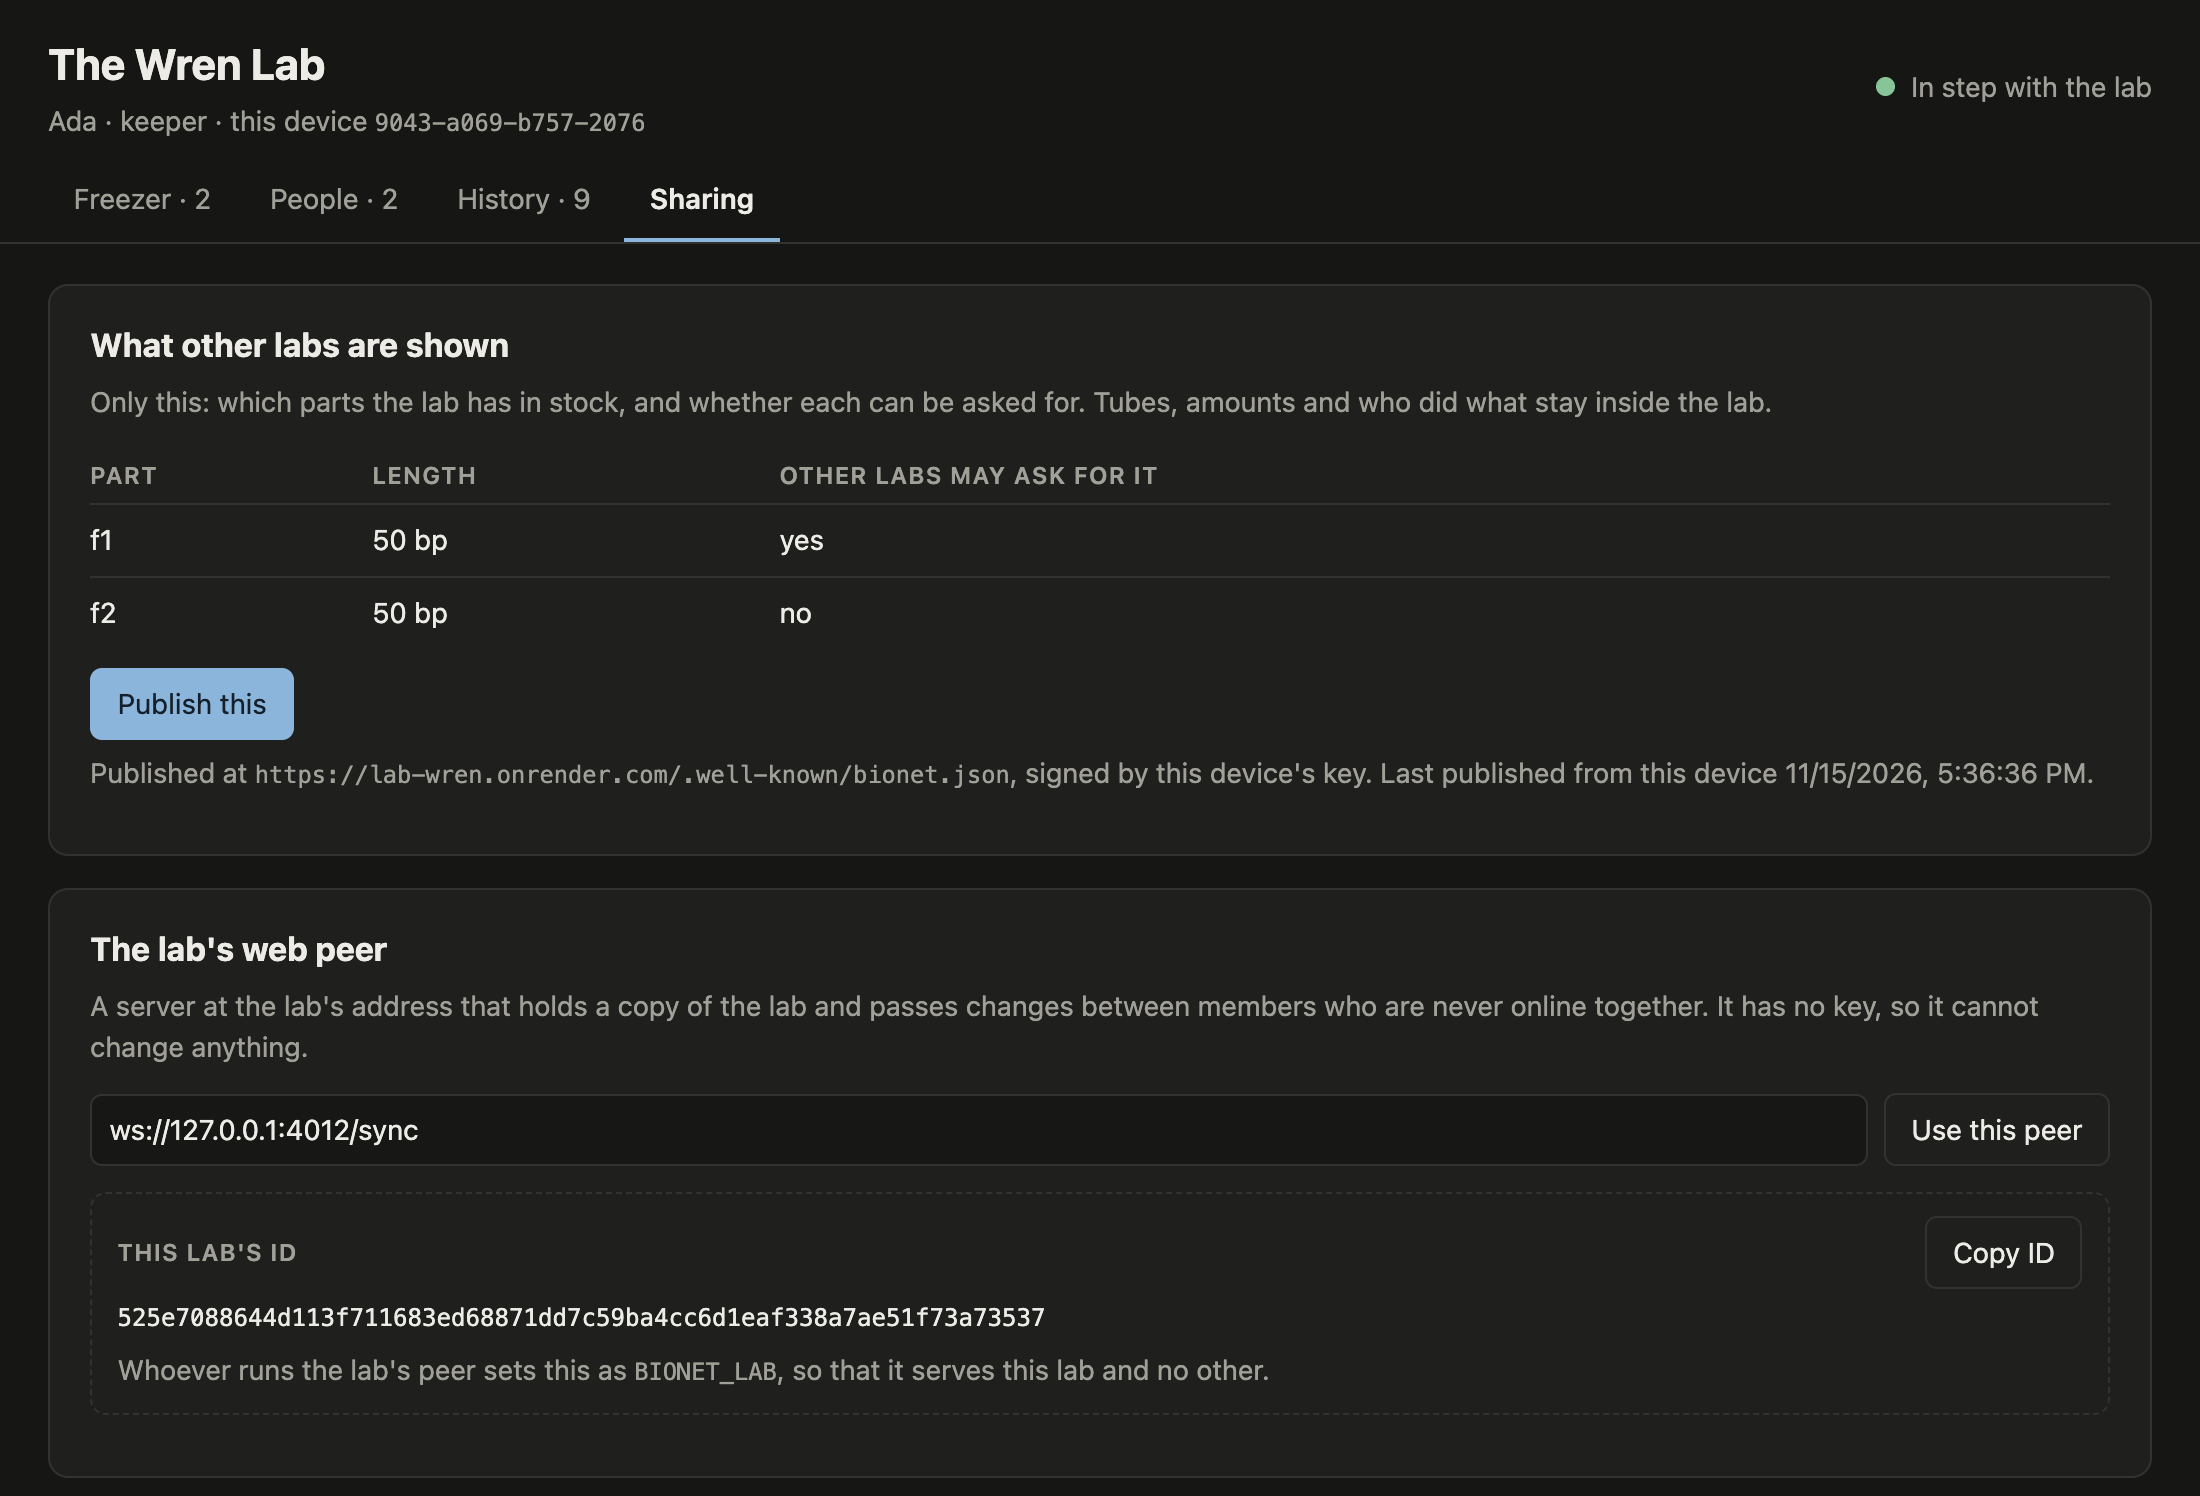 The Wren Lab
Ada · keeper · this device 9043-a069-b757-2076
In step with the lab
Freezer · 2 People · 2 History · 9 Sharing
What other labs are shown
Only this: which parts the lab has in stock, and whether each can be asked for. Tubes, amounts and who did what stay inside the lab.
PART LENGTH OTHER LABS MAY ASK FOR IT
f1 50 bp yes
f2 50 bp no
Publish this
Published at https://lab-wren.onrender.com/.well-known/bionet.json, signed by this device's key. Last published from this device 11/15/2026, 5:36:36 PM.
The lab's web peer
A server at the lab's address that holds a copy of the lab and passes changes between members who are never online together. It has no key, so it cannot
change anything.
ws://127.0.0.1:4012/sync Use this peer
THIS LAB'S ID Copy ID
525e7088644d113f711683ed68871dd7c59ba4cc6d1eaf338a7ae51f73a73537
Whoever runs the lab's peer sets this as BIONET_LAB, so that it serves this lab and no other.